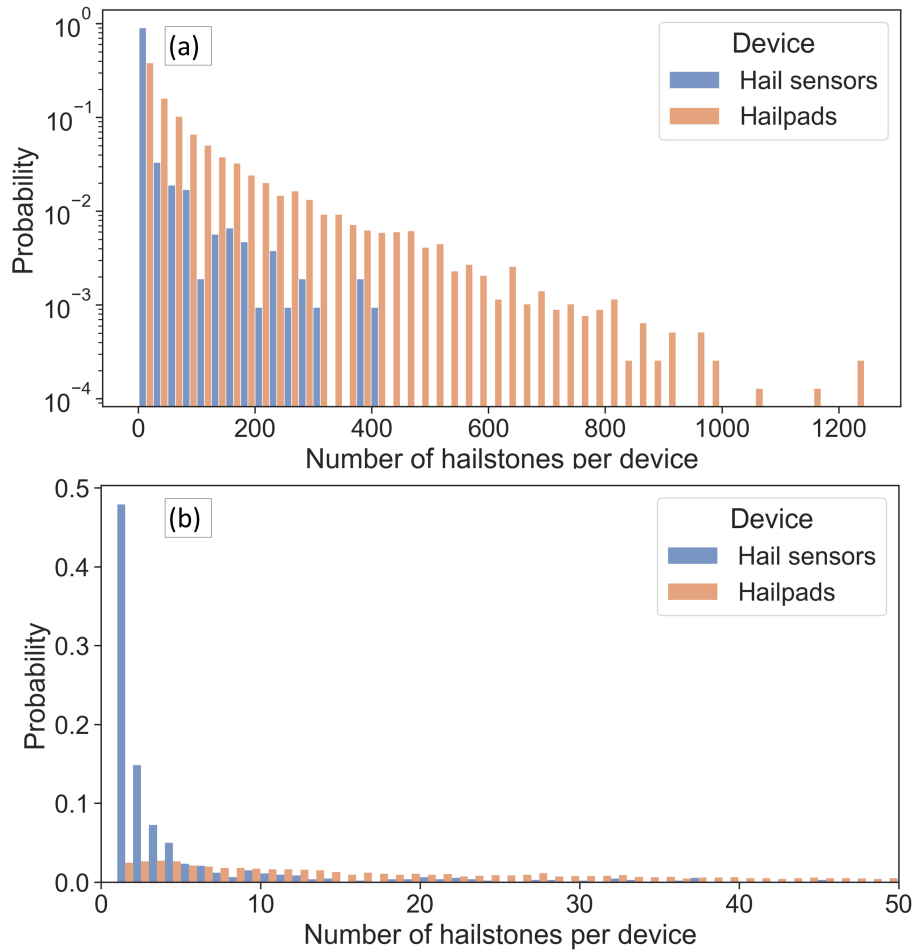 (a)
Device
Hail sensors
Hailpads
Probability
10^0
10^−1
10^−2
10^−3
10^−4
0 200 400 600 800 1000 1200
Number of hailstones per device
(b)
Device
Hail sensors
Hailpads
Probability
0.5
0.4
0.3
0.2
0.1
0.0
0 10 20 30 40 50
Number of hailstones per device